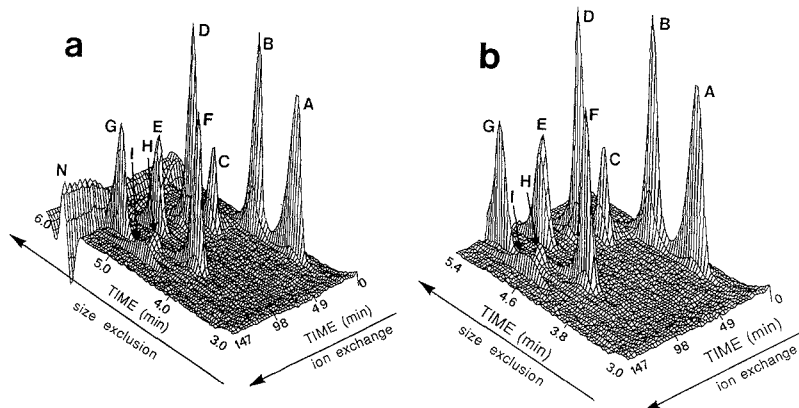 a
D
B
A
F
G
E
H
I
C
N
6.0
5.0
4.0
3.0
TIME (min)
size exclusion
147
98
49
0
TIME (min)
ion exchange
b
D
B
A
F
G
E
H
I
C
5.4
4.6
3.8
3.0
TIME (min)
size exclusion
147
98
49
0
TIME (min)
ion exchange